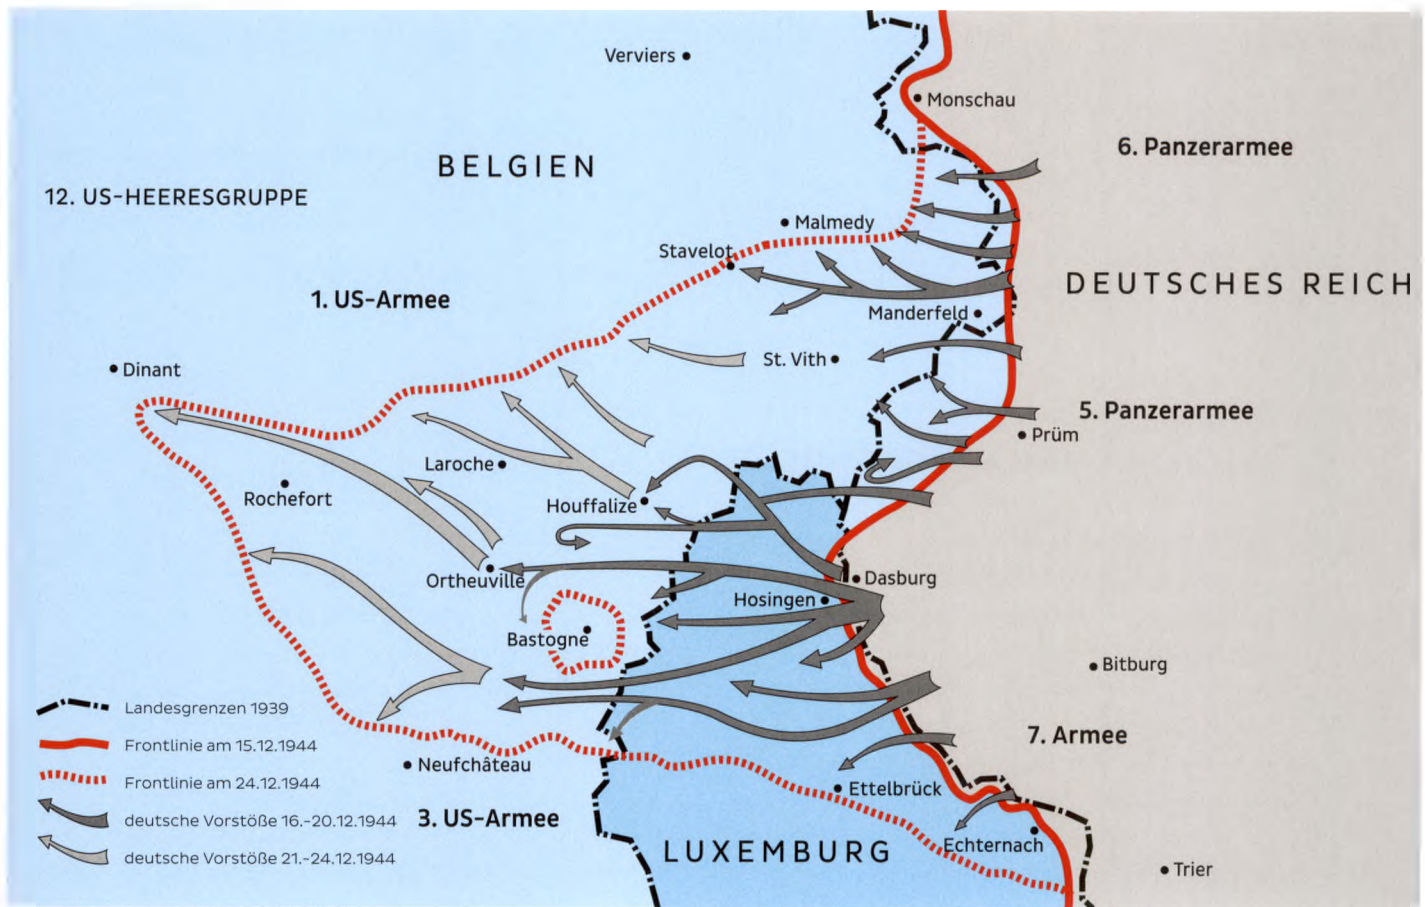 Verviers
Monschau
6. Panzerarmee
BELGIEN
12. US-HEERESGRUPPE
Malmedy
Stavelot
DEUTSCHES REICH
1. US-Armee
Manderfeld
St. Vith
Dinant
5. Panzerarmee
Prüm
Laroche
Rochefort
Houffalize
Ortheuville
Dasburg
Hosingen
Bastogne
Bitburg
Landesgrenzen 1939
7. Armee
Frontlinie am 15.12.1944
Neufchâteau
Frontlinie am 24.12.1944
Ettelbrück
deutsche Vorstöße 16.-20.12.1944
3. US-Armee
Echternach
LUXEMBURG
deutsche Vorstöße 21.-24.12.1944
Trier